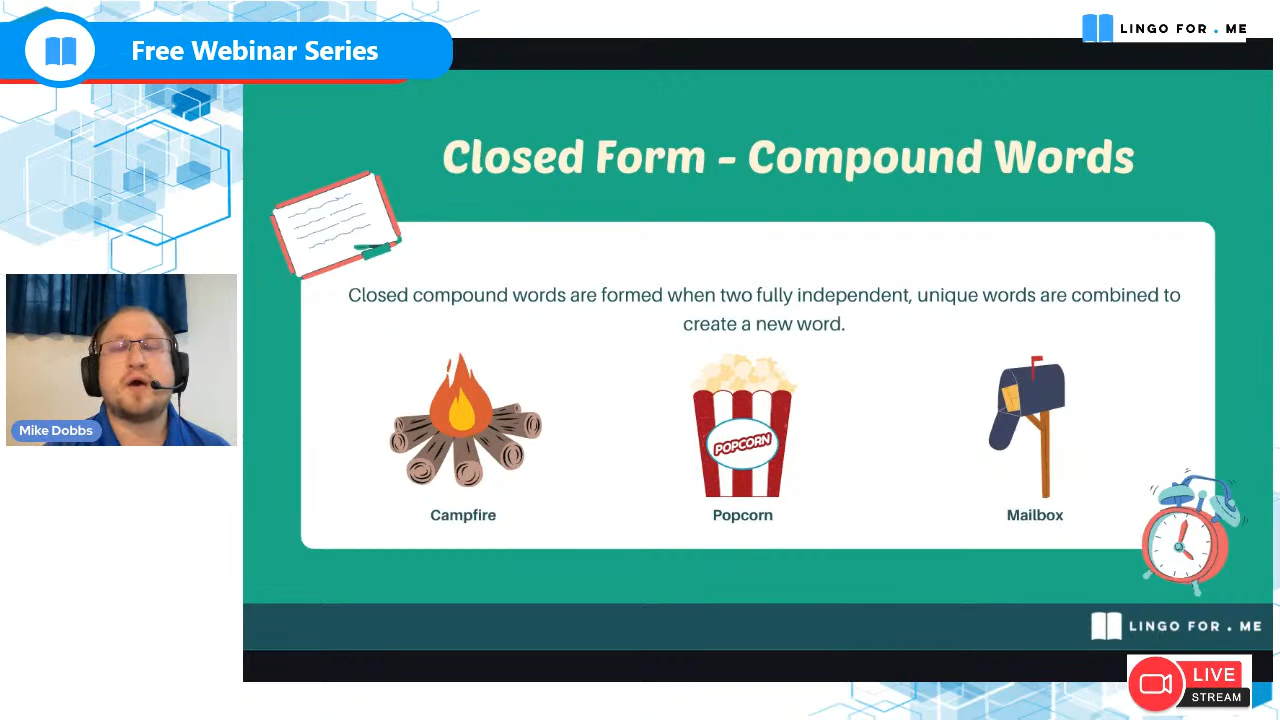 Free Webinar Series
LINGO FOR . ME
Closed Form - Compound Words
Closed compound words are formed when two fully independent, unique words are combined to
create a new word.
POPCORN
Mike Dobbs
Campfire
Popcorn
Mailbox
LINGO FOR . ME
LIVE
STREAM